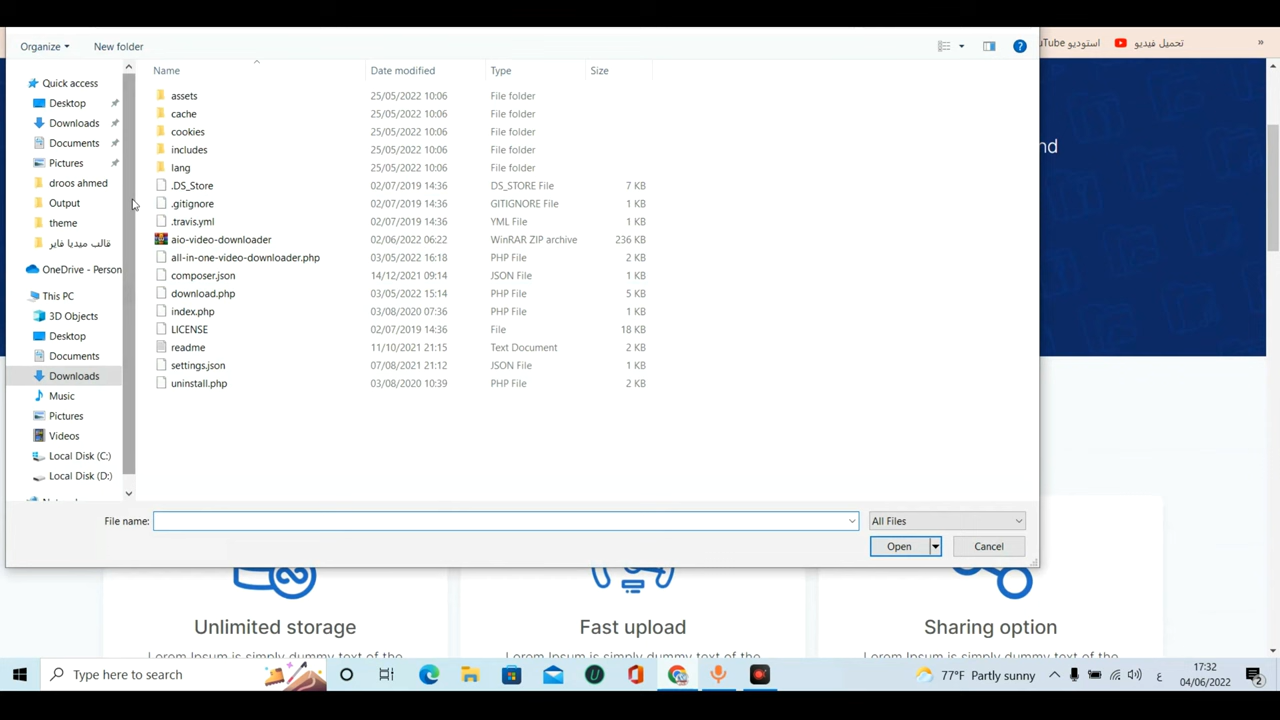 Organize
New folder
YouTube استوديو
تحميل فيديو
»
Name
Date modified
Type
Size
Quick access
Desktop
Downloads
Documents
Pictures
droos ahmed
Output
theme
قالب ميديا فاير
OneDrive - Person
This PC
3D Objects
Desktop
Documents
Downloads
Music
Pictures
Videos
Local Disk (C:)
Local Disk (D:)
assets 25/05/2022 10:06 File folder
cache 25/05/2022 10:06 File folder
cookies 25/05/2022 10:06 File folder
includes 25/05/2022 10:06 File folder
lang 25/05/2022 10:06 File folder
.DS_Store 02/07/2019 14:36 DS_STORE File 7 KB
.gitignore 02/07/2019 14:36 GITIGNORE File 1 KB
.travis.yml 02/07/2019 14:36 YML File 1 KB
aio-video-downloader 02/06/2022 06:22 WinRAR ZIP archive 236 KB
all-in-one-video-downloader.php 03/05/2022 16:18 PHP File 2 KB
composer.json 14/12/2021 09:14 JSON File 1 KB
download.php 03/05/2022 15:14 PHP File 5 KB
index.php 03/08/2020 07:36 PHP File 1 KB
LICENSE 02/07/2019 14:36 File 18 KB
readme 11/10/2021 21:15 Text Document 2 KB
settings.json 07/08/2021 21:12 JSON File 1 KB
uninstall.php 03/08/2020 10:39 PHP File 2 KB
nd
File name:
All Files
Open
Cancel
Unlimited storage
Fast upload
Sharing option
Lorem Ipsum is simply dummy text of the
Lorem Ipsum is simply dummy text of the
Lorem Ipsum is simply dummy text of the
Type here to search
77°F Partly sunny
ع
17:32
04/06/2022
2